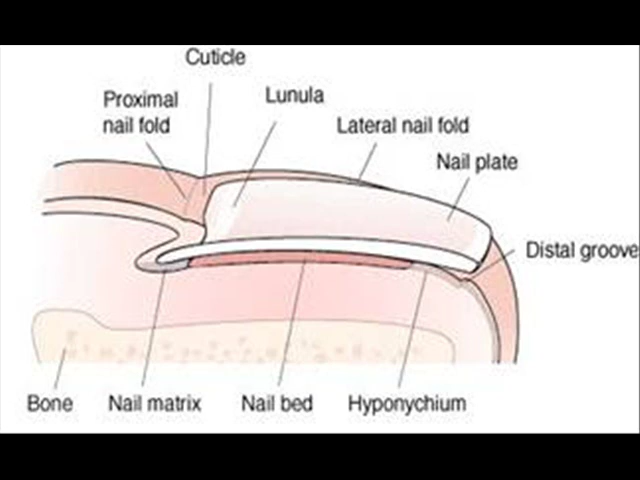 Cuticle
Proximal
nail fold
Lunula
Lateral nail fold
Nail plate
Distal groove
Bone
Nail matrix
Nail bed
Hyponychium